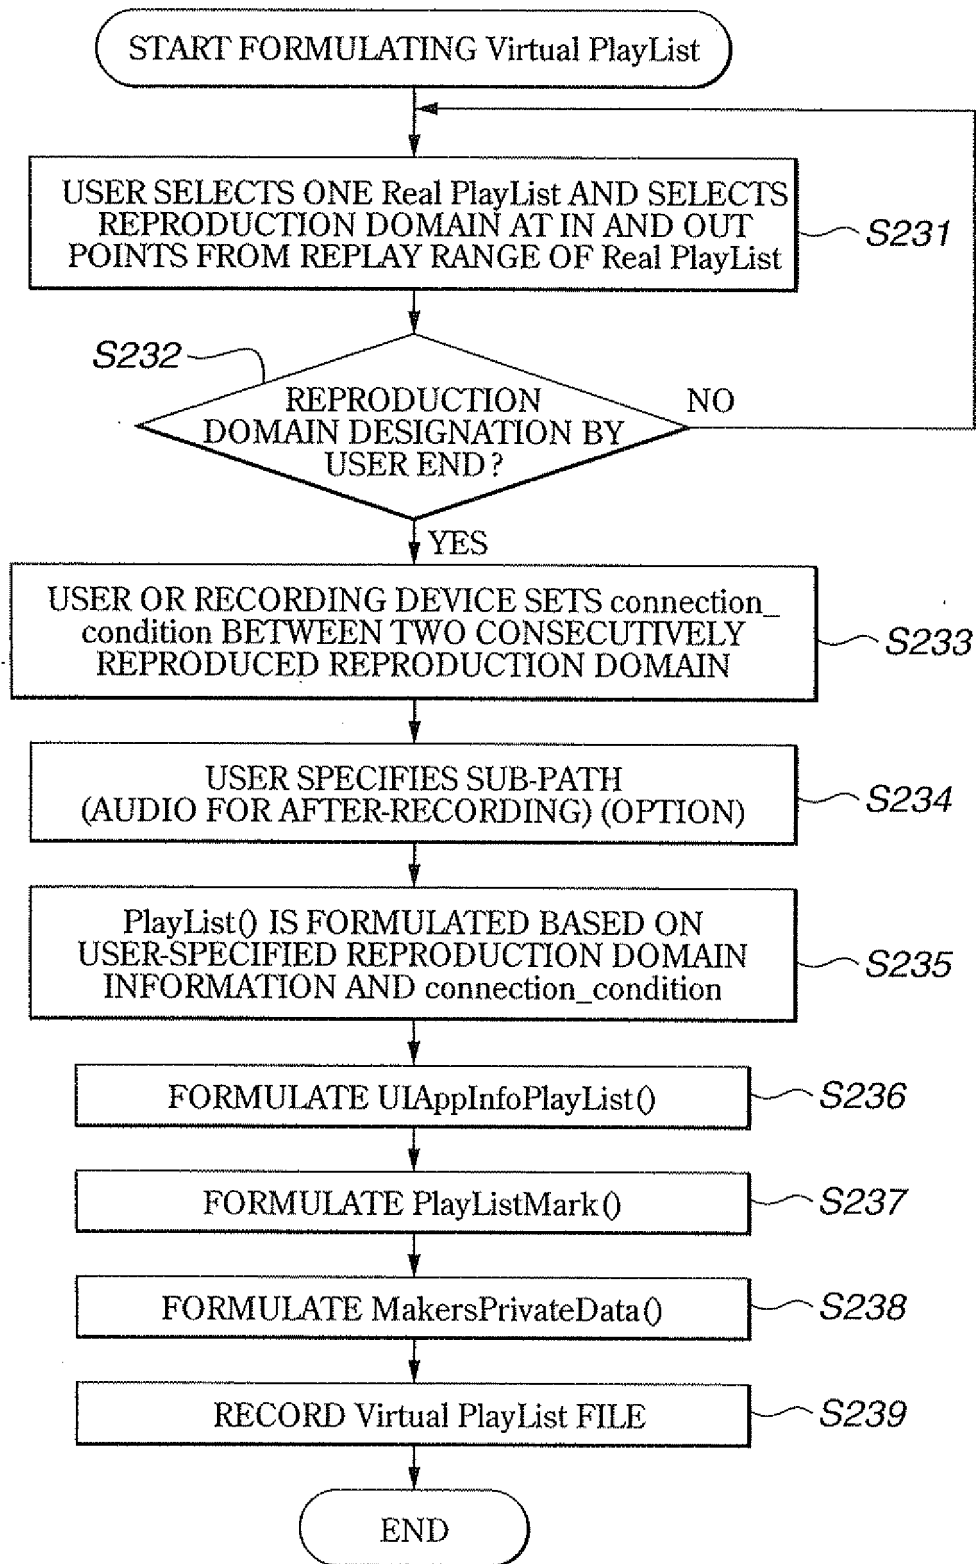 START FORMULATING Virtual PlayList
USER SELECTS ONE Real PlayList AND SELECTS
REPRODUCTION DOMAIN AT IN AND OUT
POINTS FROM REPLAY RANGE OF Real PlayList
S231
S232
REPRODUCTION
DOMAIN DESIGNATION BY
USER END?
NO
YES
USER OR RECORDING DEVICE SETS connection_
condition BETWEEN TWO CONSECUTIVELY
REPRODUCED REPRODUCTION DOMAIN
S233
USER SPECIFIES SUB-PATH
(AUDIO FOR AFTER-RECORDING) (OPTION)
S234
PlayList() IS FORMULATED BASED ON
USER-SPECIFIED REPRODUCTION DOMAIN
INFORMATION AND connection_condition
S235
FORMULATE UIAppInfoPlayList()
S236
FORMULATE PlayListMark()
S237
FORMULATE MakersPrivateData()
S238
RECORD Virtual PlayList FILE
S239
END